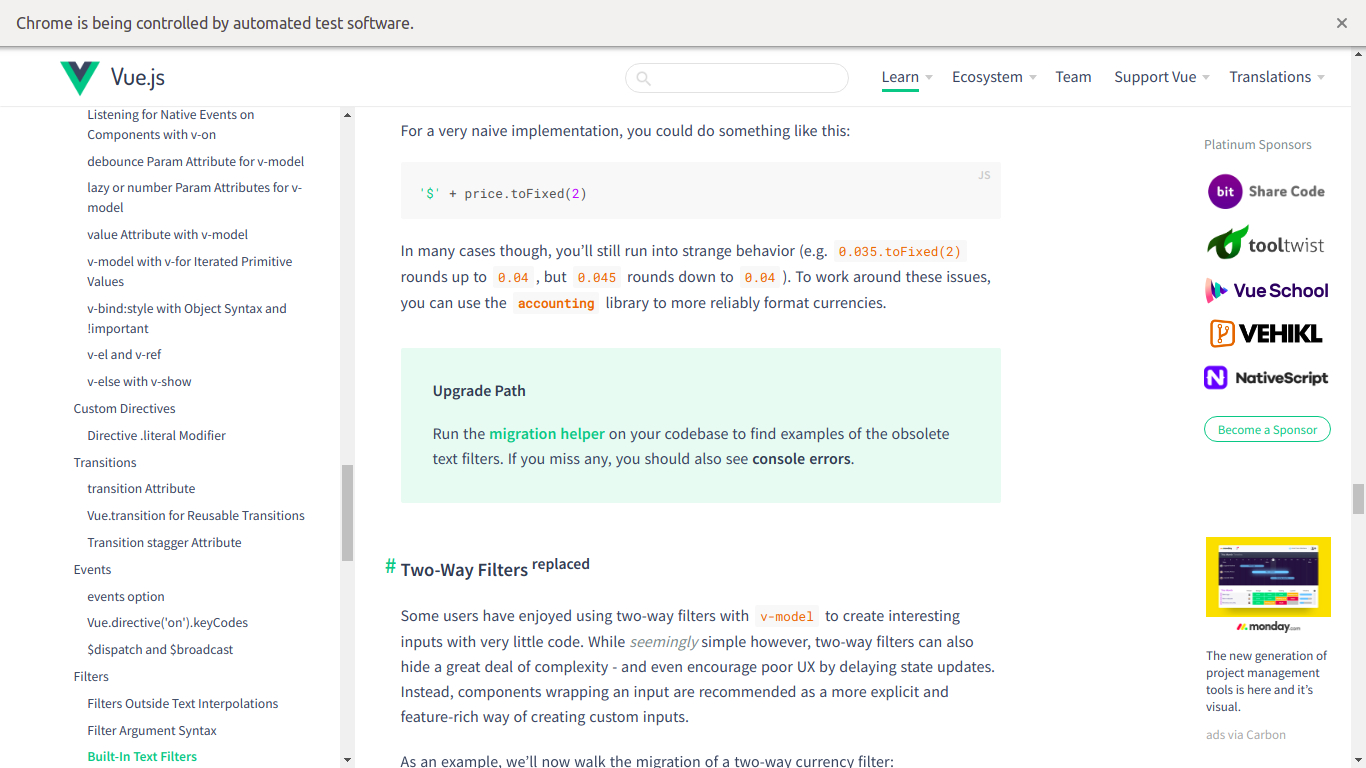 Chrome is being controlled by automated test software.
Vue.js
Learn
Ecosystem
Team
Support Vue
Translations
Listening for Native Events on
Components with v-on
debounce Param Attribute for v-model
lazy or number Param Attributes for v-
model
value Attribute with v-model
v-model with v-for Iterated Primitive
Values
v-bind:style with Object Syntax and
!important
v-el and v-ref
v-else with v-show
Custom Directives
Directive .literal Modifier
Transitions
transition Attribute
Vue.transition for Reusable Transitions
Transition stagger Attribute
Events
events option
Vue.directive('on').keyCodes
$dispatch and $broadcast
Filters
Filters Outside Text Interpolations
Filter Argument Syntax
Built-In Text Filters
For a very naive implementation, you could do something like this:
JS
'$' + price.toFixed(2)
In many cases though, you’ll still run into strange behavior (e.g. 0.035.toFixed(2)
rounds up to 0.04 , but 0.045 rounds down to 0.04 ). To work around these issues,
you can use the accounting library to more reliably format currencies.
Upgrade Path
Run the migration helper on your codebase to find examples of the obsolete
text filters. If you miss any, you should also see console errors.
# Two-Way Filters replaced
Some users have enjoyed using two-way filters with v-model to create interesting
inputs with very little code. While seemingly simple however, two-way filters can also
hide a great deal of complexity - and even encourage poor UX by delaying state updates.
Instead, components wrapping an input are recommended as a more explicit and
feature-rich way of creating custom inputs.
As an example, we’ll now walk the migration of a two-way currency filter:
Platinum Sponsors
bit Share Code
tooltwist
Vue School
VEHIKL
NativeScript
Become a Sponsor
monday.com
The new generation of
project management
tools is here and it’s
visual.
ads via Carbon